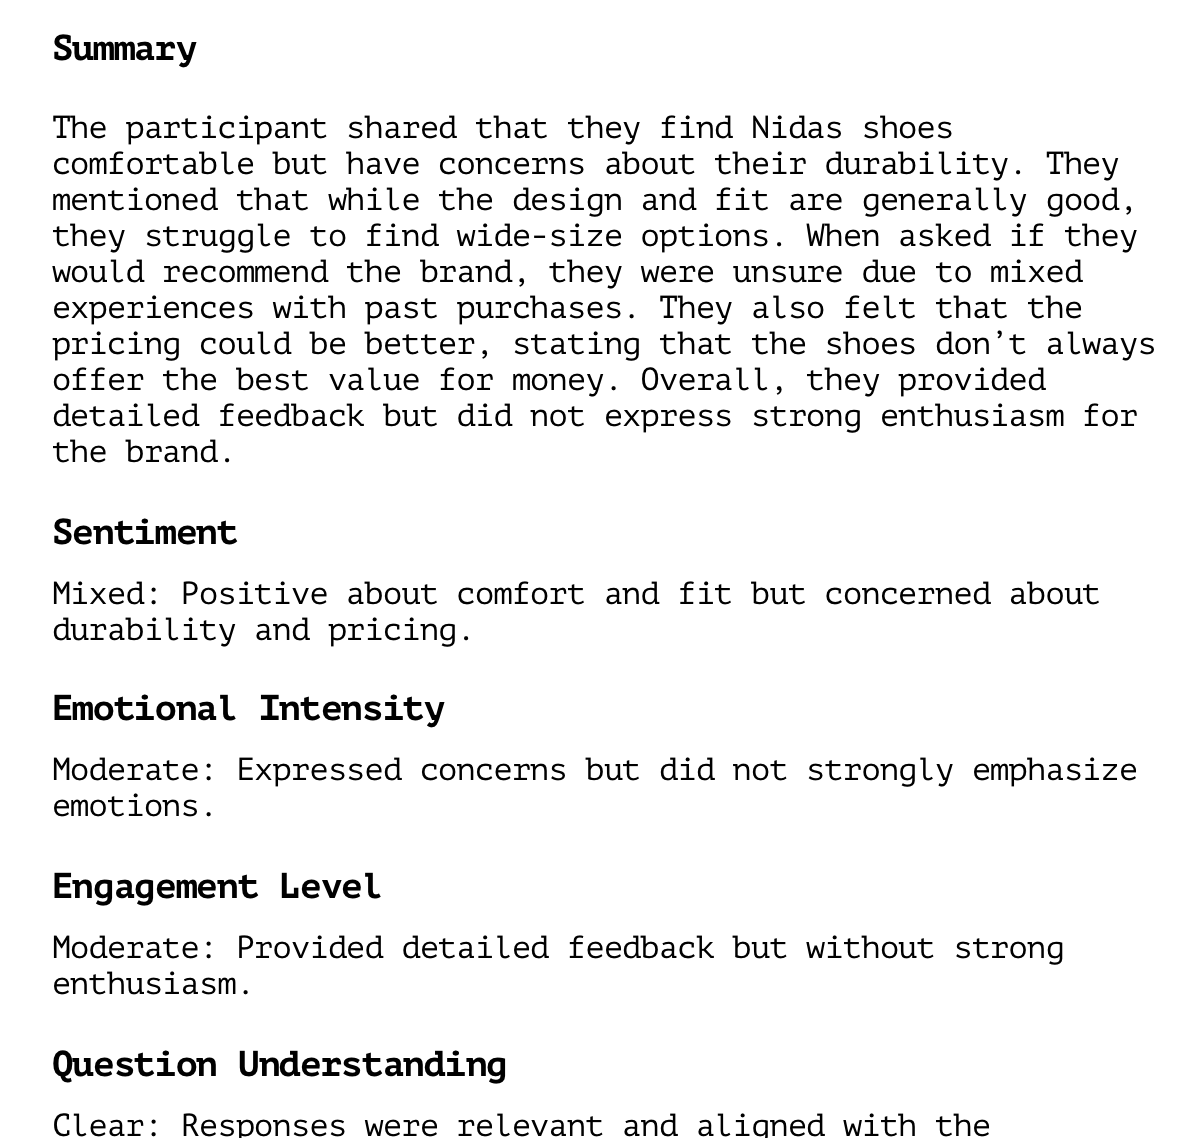 Summary
The participant shared that they find Nidas shoes
comfortable but have concerns about their durability. They
mentioned that while the design and fit are generally good,
they struggle to find wide-size options. When asked if they
would recommend the brand, they were unsure due to mixed
experiences with past purchases. They also felt that the
pricing could be better, stating that the shoes don’t always
offer the best value for money. Overall, they provided
detailed feedback but did not express strong enthusiasm for
the brand.
Sentiment
Mixed: Positive about comfort and fit but concerned about
durability and pricing.
Emotional Intensity
Moderate: Expressed concerns but did not strongly emphasize
emotions.
Engagement Level
Moderate: Provided detailed feedback but without strong
enthusiasm.
Question Understanding
Clear: Responses were relevant and aligned with the